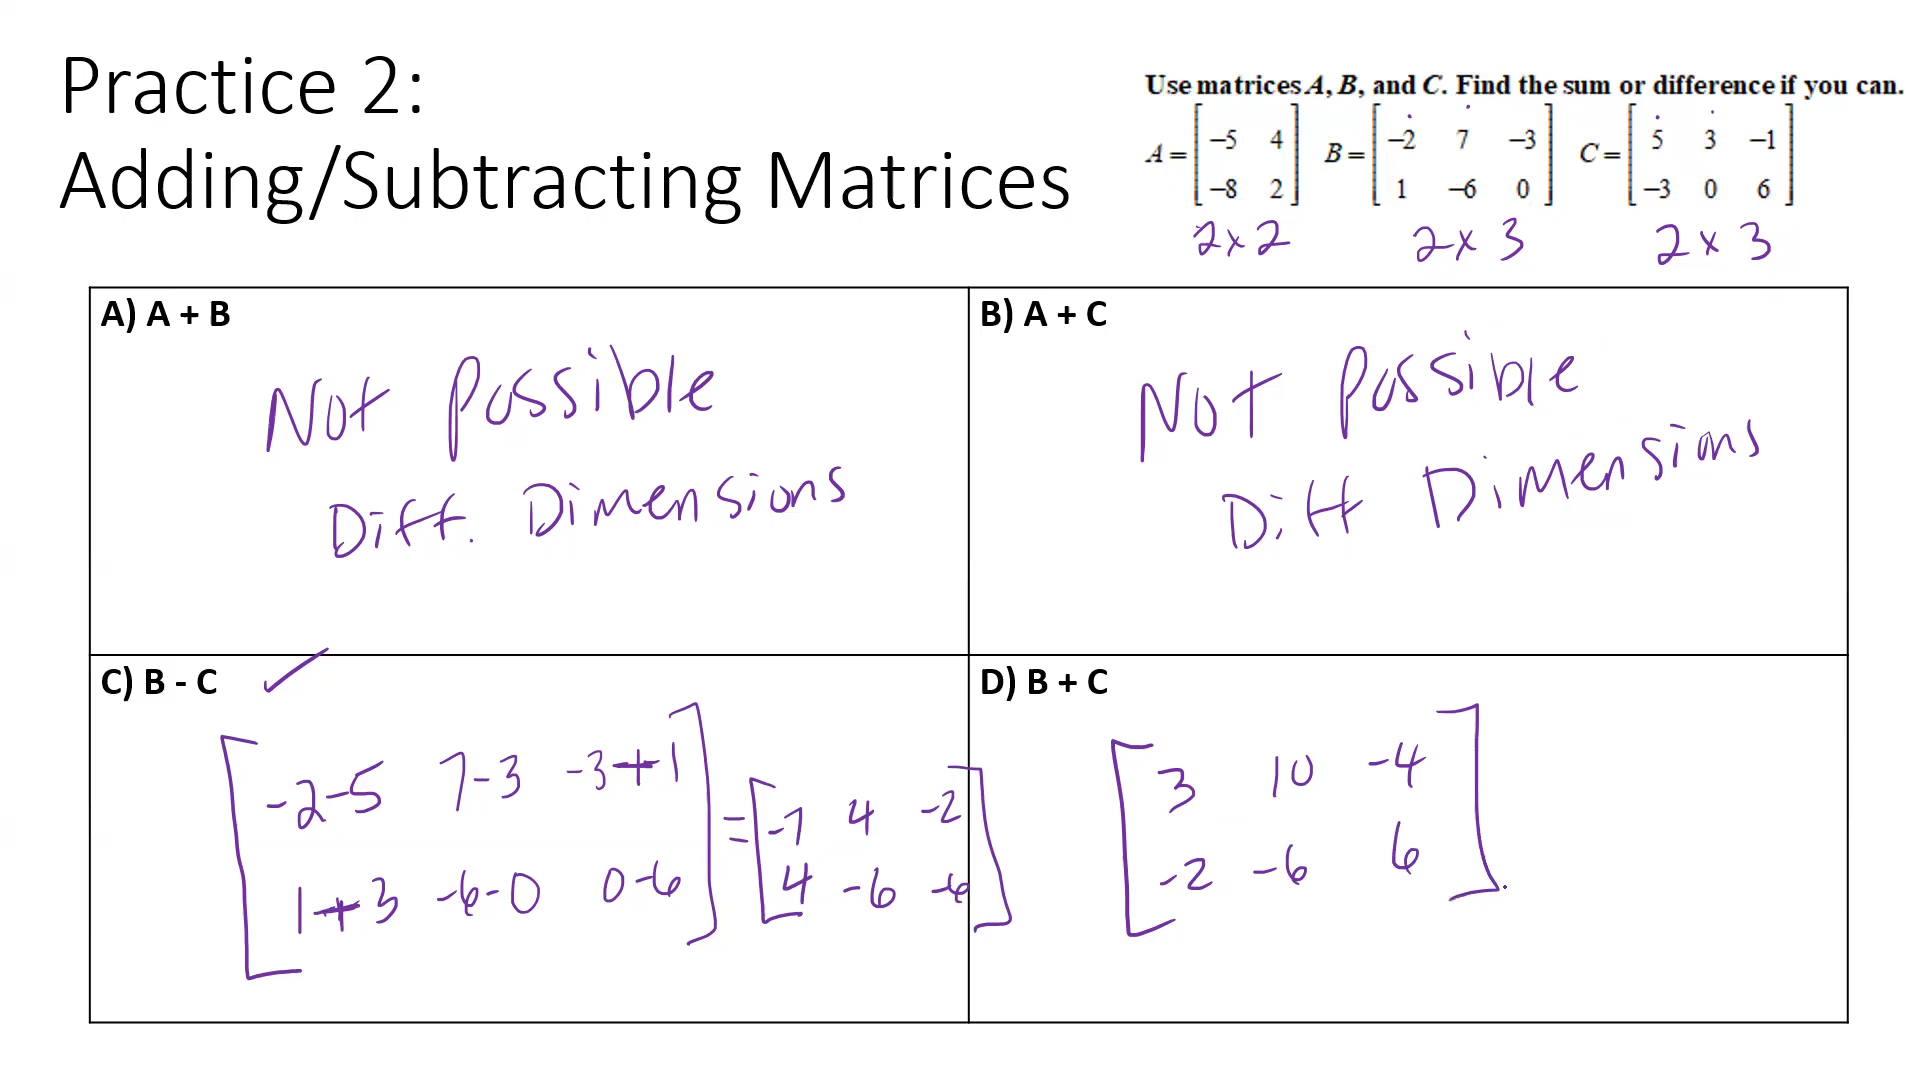 Practice 2:
Adding/Subtracting Matrices
Use matrices A, B, and C. Find the sum or difference if you can.
A = [ −5 4
−8 2 ]
B = [ −2 7 −3
1 −6 0 ]
C = [ 5 3 −1
−3 0 6 ]
2x2
2x3
2x3
A) A + B
Not Possible
Diff. Dimensions
B) A + C
Not Possible
Diff Dimensions
C) B - C ✓
[ -2-5 7-3 -3+1
1+3 -6-0 0-6 ]
= [ -7 4 -2
4 -6 -6 ]
D) B + C
[ 3 10 -4
-2 -6 6 ]